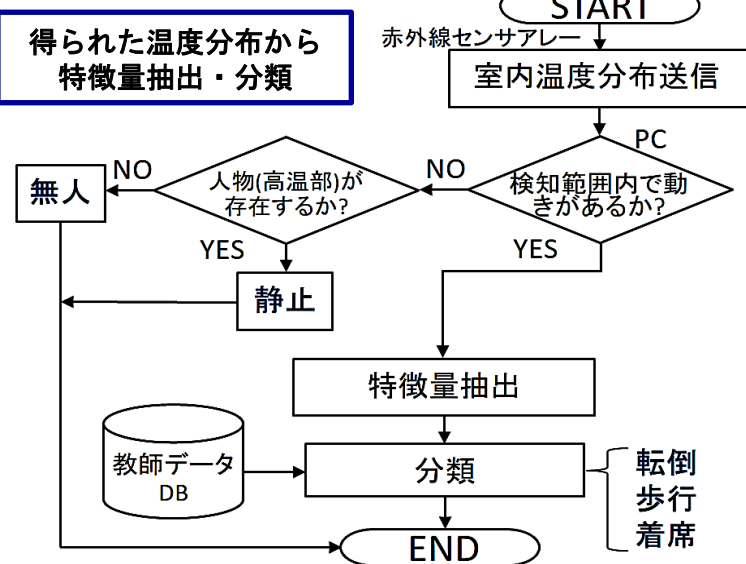 START
得られた温度分布から
特徴量抽出・分類
赤外線センサアレー
室内温度分布送信
PC
検知範囲内で動
きがあるか?
NO
YES
人物(高温部)が
存在するか?
NO
無人
YES
静止
特徴量抽出
教師データ
DB
分類
転倒
歩行
着席
END